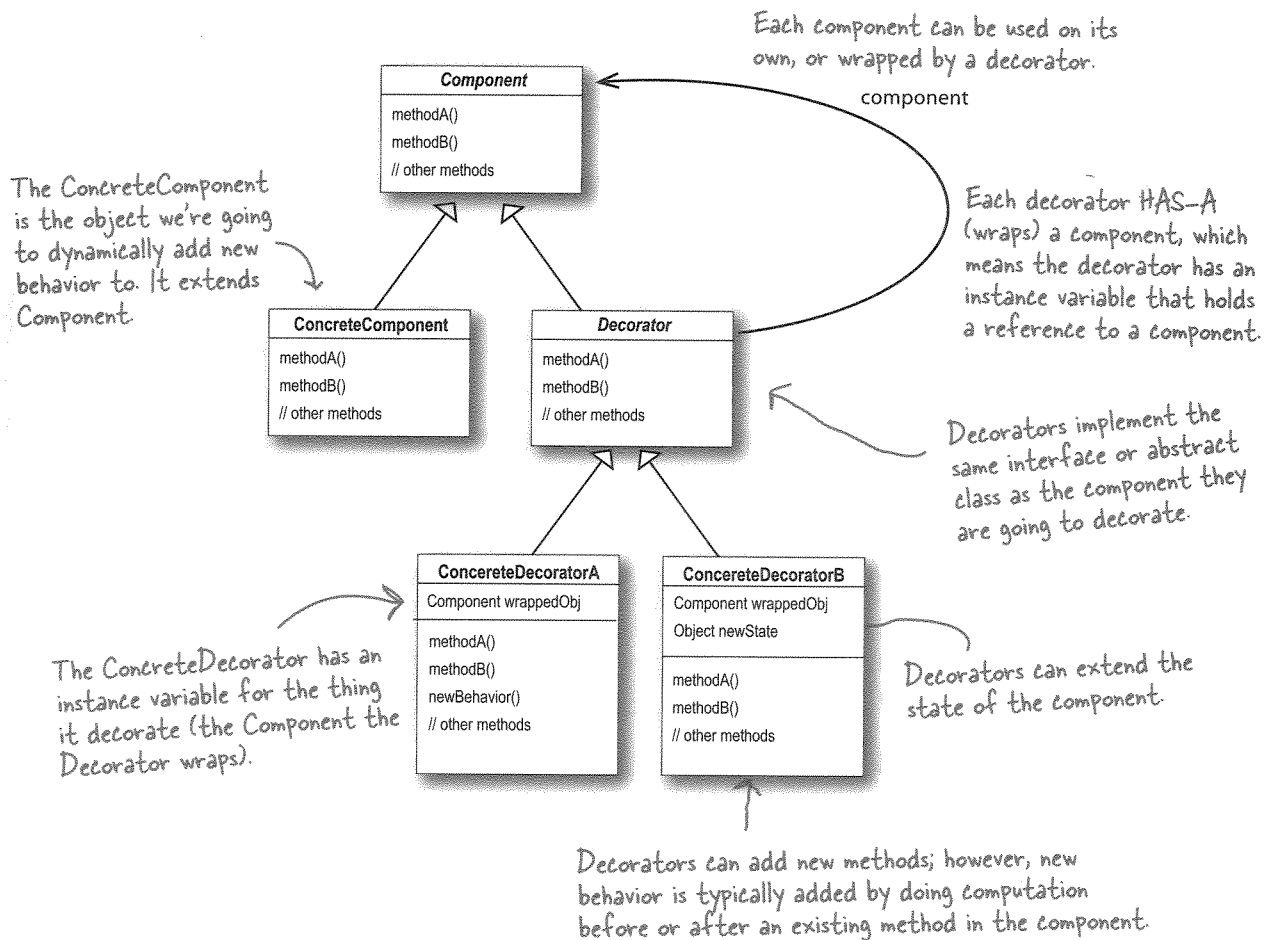 Each component can be used on its
own, or wrapped by a decorator.
component
Component
methodA()
methodB()
// other methods
The ConcreteComponent
is the object we're going
to dynamically add new
behavior to. It extends
Component.
Each decorator HAS-A
(wraps) a component, which
means the decorator has an
instance variable that holds
a reference to a component.
ConcreteComponent
methodA()
methodB()
// other methods
Decorator
methodA()
methodB()
// other methods
Decorators implement the
same interface or abstract
class as the component they
are going to decorate.
ConcereteDecoratorA
Component wrappedObj
methodA()
methodB()
newBehavior()
// other methods
ConcereteDecoratorB
Component wrappedObj
Object newState
methodA()
methodB()
// other methods
The ConcreteDecorator has an
instance variable for the thing
it decorate (the Component the
Decorator wraps).
Decorators can extend the
state of the component.
Decorators can add new methods; however, new
behavior is typically added by doing computation
before or after an existing method in the component.